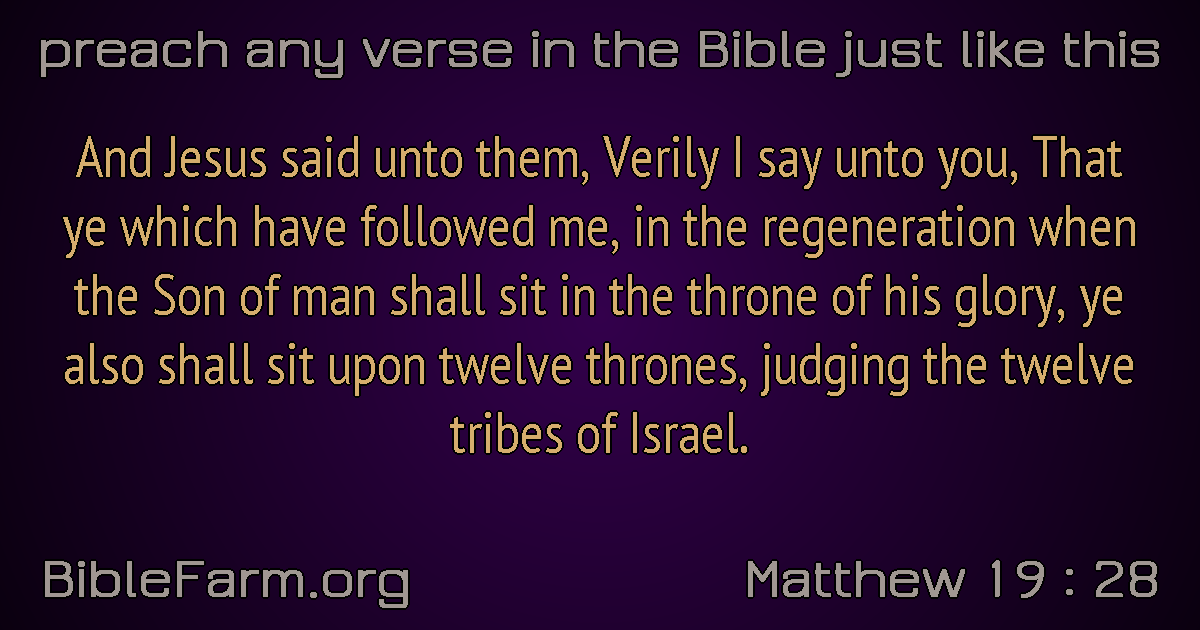 preach any verse in the Bible just like this
And Jesus said unto them, Verily I say unto you, That
ye which have followed me, in the regeneration when
the Son of man shall sit in the throne of his glory, ye
also shall sit upon twelve thrones, judging the twelve
tribes of Israel.
BibleFarm.org
Matthew 19 : 28